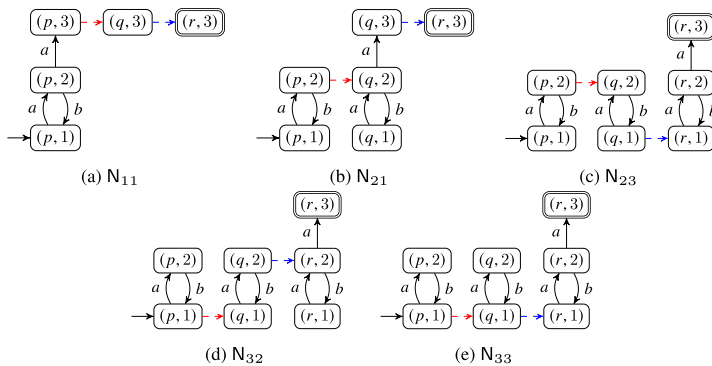 (p, 3) (q, 3) (r, 3)
a
(p, 2)
a b
(p, 1)
(a) N11
(q, 3) (r, 3)
a
(p, 2) (q, 2)
a b a b
(p, 1) (q, 1)
(b) N21
(r, 3)
a
(p, 2) (q, 2) (r, 2)
a b a b a b
(p, 1) (q, 1) (r, 1)
(c) N23
(r, 3)
a
(p, 2) (q, 2) (r, 2)
a b a b a b
(p, 1) (q, 1) (r, 1)
(d) N32
(r, 3)
a
(p, 2) (q, 2) (r, 2)
a b a b a b
(p, 1) (q, 1) (r, 1)
(e) N33